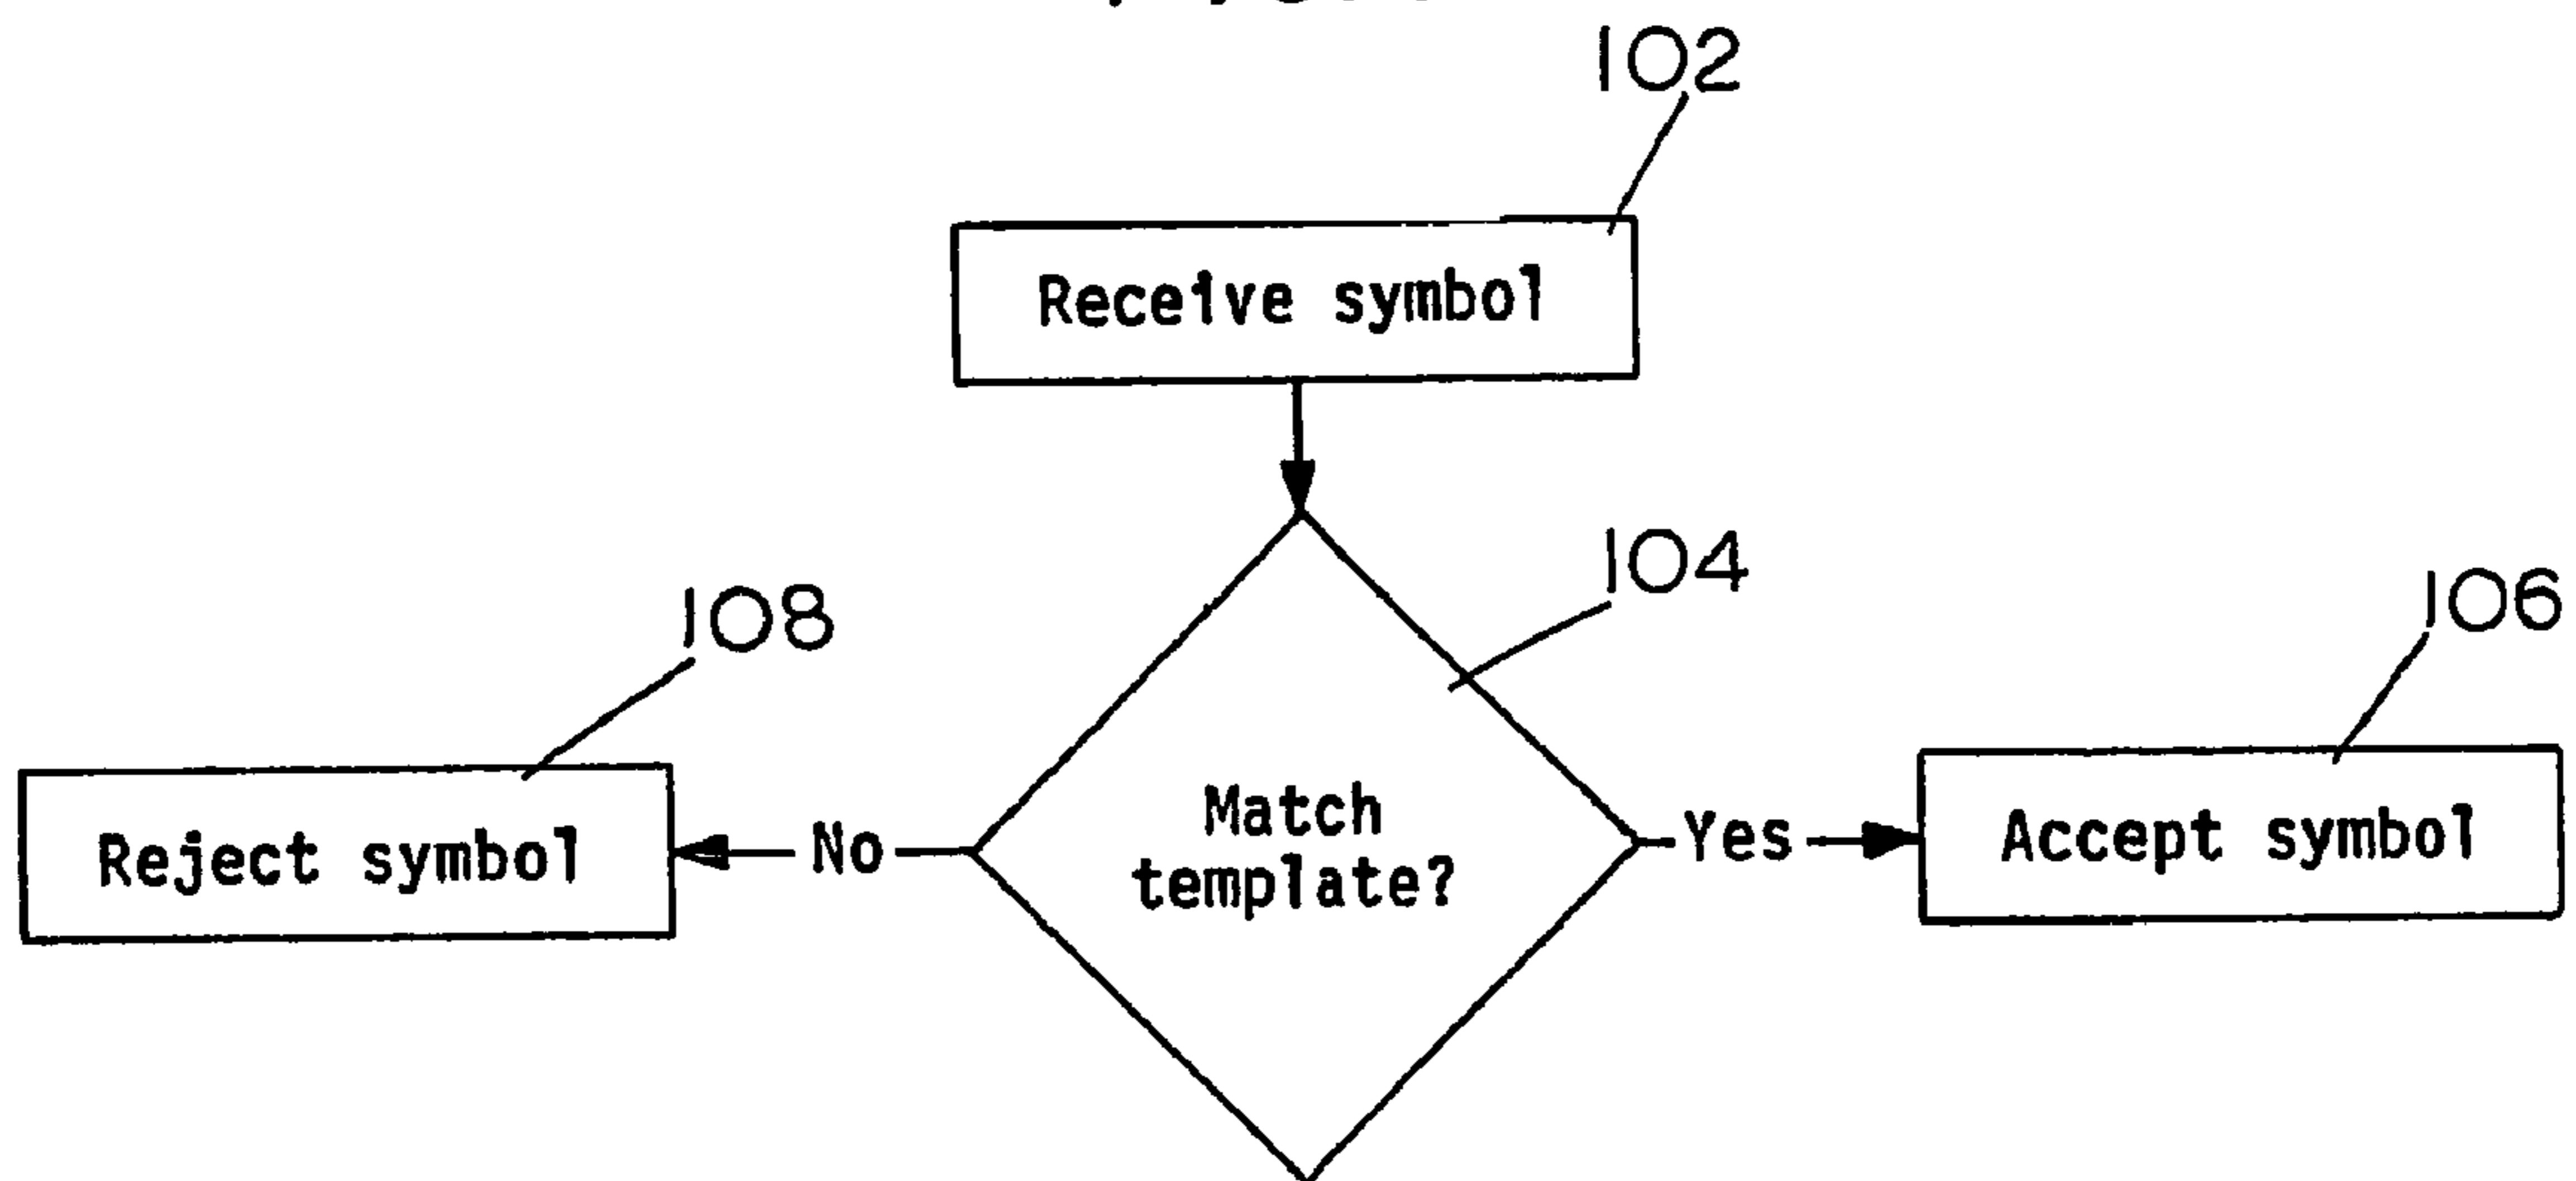 102
Receive symbol
104
108
106
Match
template?
No
Yes
Reject symbol
Accept symbol